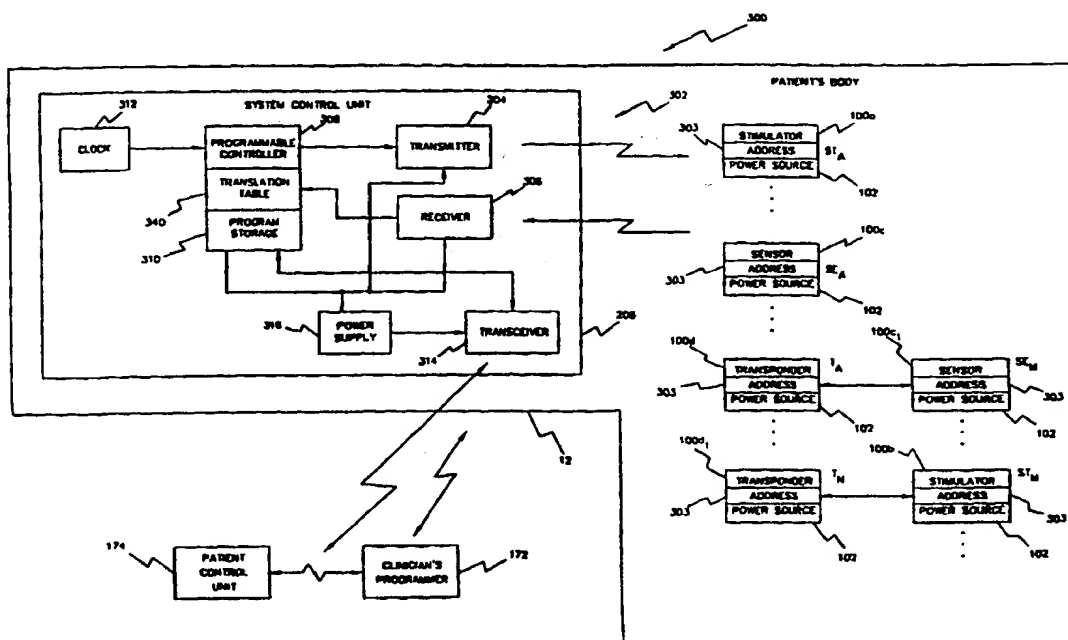 300
PATIENT'S BODY
SYSTEM CONTROL UNIT
302
312
308
304
CLOCK
PROGRAMMABLE CONTROLLER
TRANSMITTER
TRANSLATION TABLE
306
340
RECEIVER
PROGRAM STORAGE
310
316
POWER SUPPLY
TRANSCEIVER
314
12
174
PATIENT CONTROL UNIT
CLINICIAN'S PROGRAMMER
172
303
100a
STIMULATOR
ADDRESS
POWER SOURCE
ST A
102
100c
SENSOR
303
ADDRESS
SE A
POWER SOURCE
102
100d
T A
TRANSPONDER
303
ADDRESS
POWER SOURCE
102
100c1
SE M
SENSOR
ADDRESS
303
POWER SOURCE
102
100d1
T N
TRANSPONDER
303
ADDRESS
POWER SOURCE
102
100b
ST M
STIMULATOR
ADDRESS
303
POWER SOURCE
102